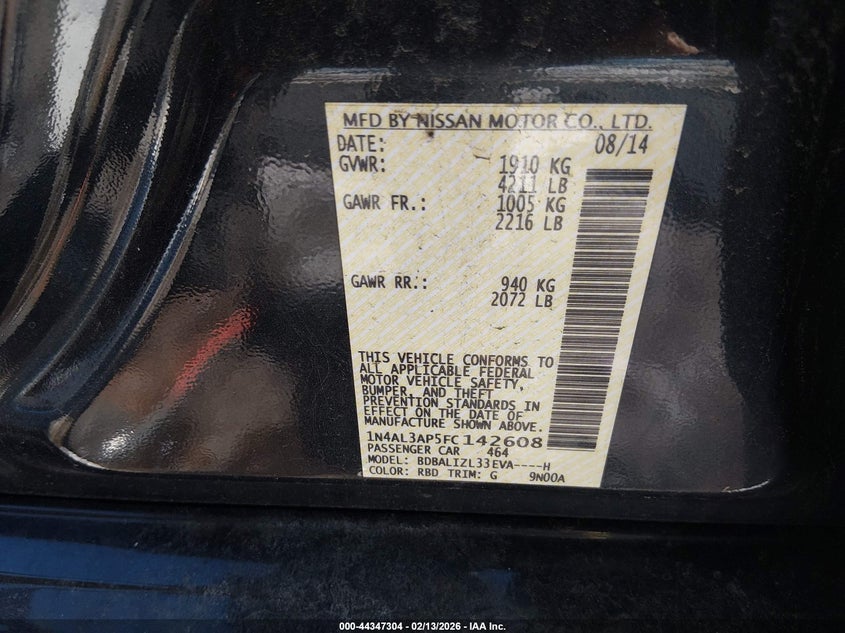 MFD BY NISSAN MOTOR CO., LTD.
DATE: 08/14
GVWR: 1910 KG
4211 LB
GAWR FR.: 1005 KG
2216 LB
GAWR RR.: 940 KG
2072 LB
THIS VEHICLE CONFORMS TO
ALL APPLICABLE FEDERAL
MOTOR VEHICLE SAFETY,
BUMPER, AND THEFT
PREVENTION STANDARDS IN
EFFECT ON THE DATE OF
MANUFACTURE SHOWN ABOVE.
1N4AL3AP5FC142608
PASSENGER CAR 464
MODEL: BDBALIZL33EVA----H
COLOR: RBD TRIM: G 9N00A
000-44347304 - 02/13/2026 - IAA Inc.